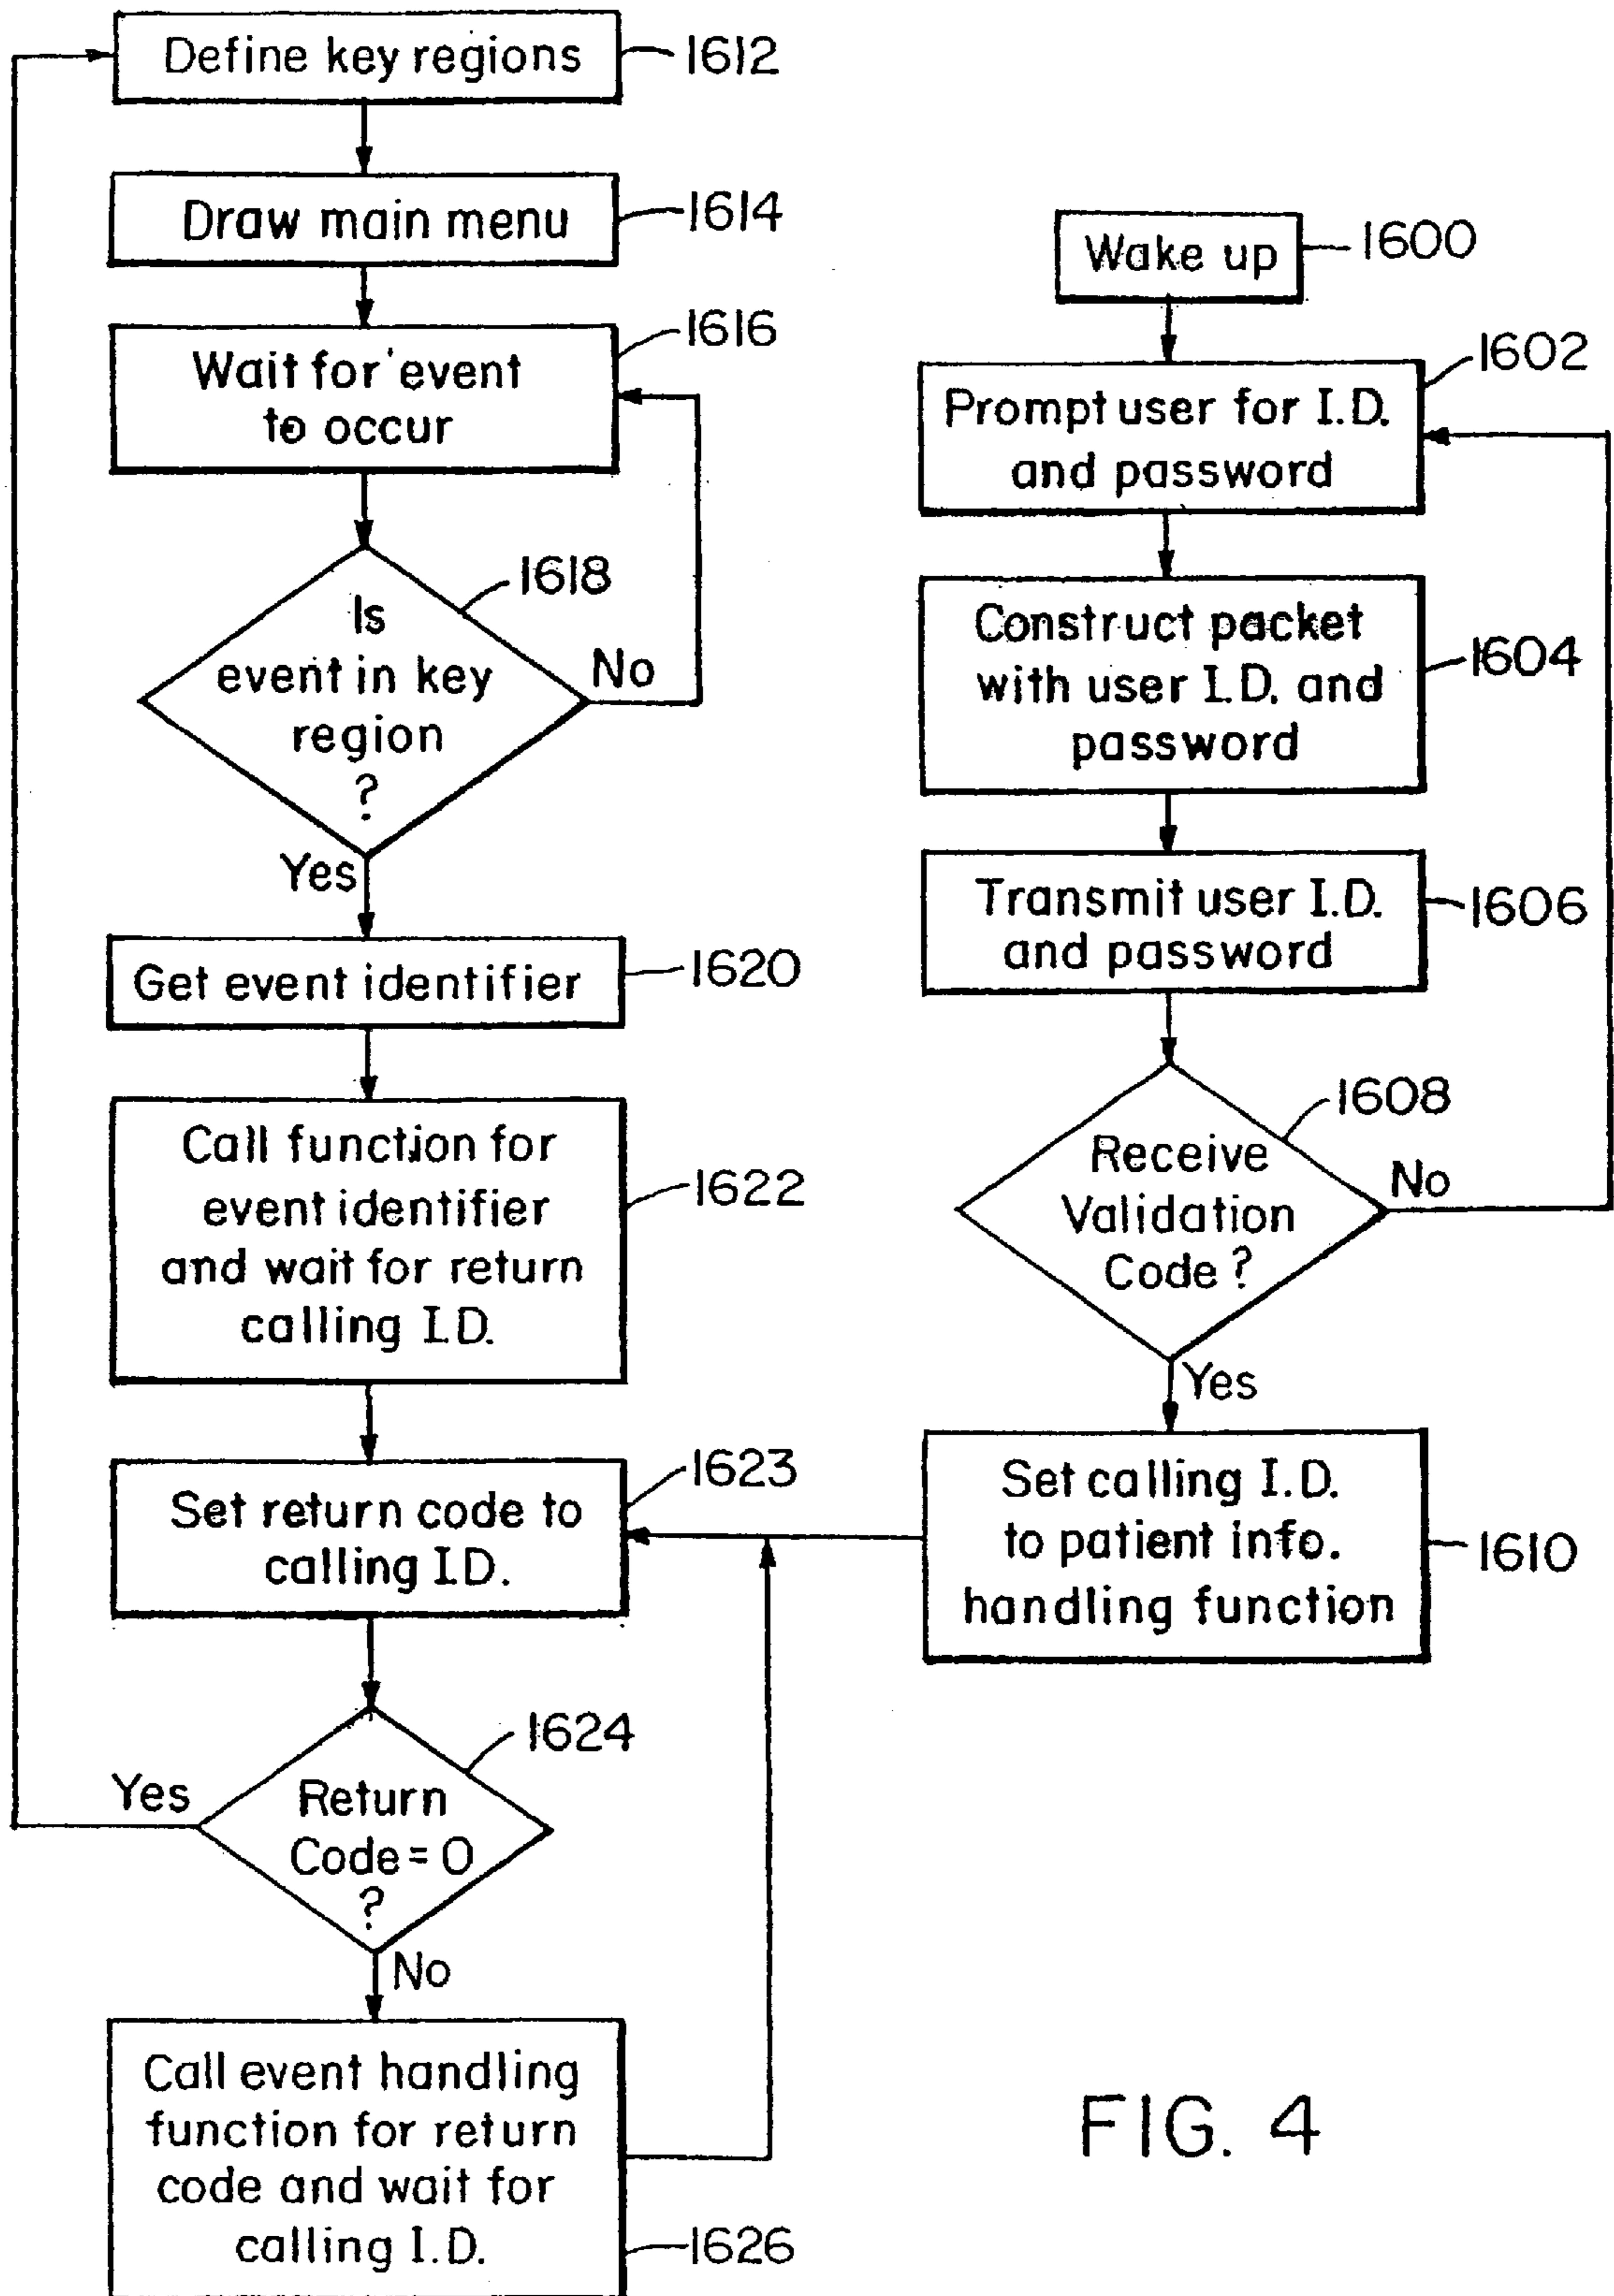 Define key regions
1612
Draw main menu
1614
Wait for event
to occur
1616
Is
event in key
region
?
1618
No
Yes
Get event identifier
1620
Call function for
event identifier
and wait for return
calling I.D.
1622
Set return code to
calling I.D.
1623
Return
Code = 0
?
1624
Yes
No
Call event handling
function for return
code and wait for
calling I.D.
1626
Wake up
1600
Prompt user for I.D.
and password
1602
Construct packet
with user I.D. and
password
1604
Transmit user I.D.
and password
1606
Receive
Validation
Code?
1608
No
Yes
Set calling I.D.
to patient info.
handling function
1610
FIG. 4